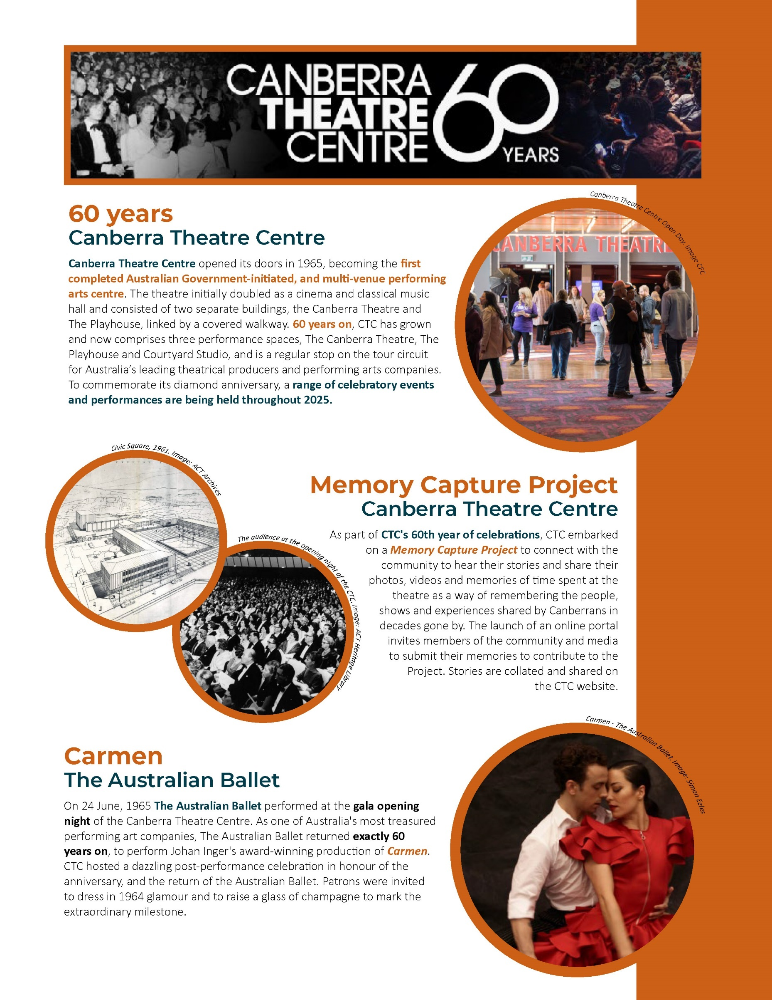 CANBERRA
THEATRE
CENTRE
60
YEARS
60 years
Canberra Theatre Centre
Canberra Theatre Centre opened its doors in 1965, becoming the first
completed Australian Government-initiated, and multi-venue performing
arts centre. The theatre initially doubled as a cinema and classical music
hall and consisted of two separate buildings, the Canberra Theatre and
The Playhouse, linked by a covered walkway. 60 years on, CTC has grown
and now comprises three performance spaces, The Canberra Theatre, The
Playhouse and Courtyard Studio, and is a regular stop on the tour circuit
for Australia’s leading theatrical producers and performing arts companies.
To commemorate its diamond anniversary, a range of celebratory events
and performances are being held throughout 2025.
Canberra Theatre Centre Open Day. Image CFC
CANBERRA THEATRE
Civic Square, 1961. Image: ACT Archives
The audience at the opening night of the CTC. Image: ACT Heritage Library
Memory Capture Project
Canberra Theatre Centre
As part of CTC's 60th year of celebrations, CTC embarked
on a Memory Capture Project to connect with the
community to hear their stories and share their
photos, videos and memories of time spent at the
theatre as a way of remembering the people,
shows and experiences shared by Canberrans in
decades gone by. The launch of an online portal
invites members of the community and media
to submit their memories to contribute to the
Project. Stories are collated and shared on
the CTC website.
Carmen
The Australian Ballet
On 24 June, 1965 The Australian Ballet performed at the gala opening
night of the Canberra Theatre Centre. As one of Australia's most treasured
performing art companies, The Australian Ballet returned exactly 60
years on, to perform Johan Inger's award-winning production of Carmen.
CTC hosted a dazzling post-performance celebration in honour of the
anniversary, and the return of the Australian Ballet. Patrons were invited
to dress in 1964 glamour and to raise a glass of champagne to mark the
extraordinary milestone.
Carmen - The Australian Ballet. Image: Simon Eeles